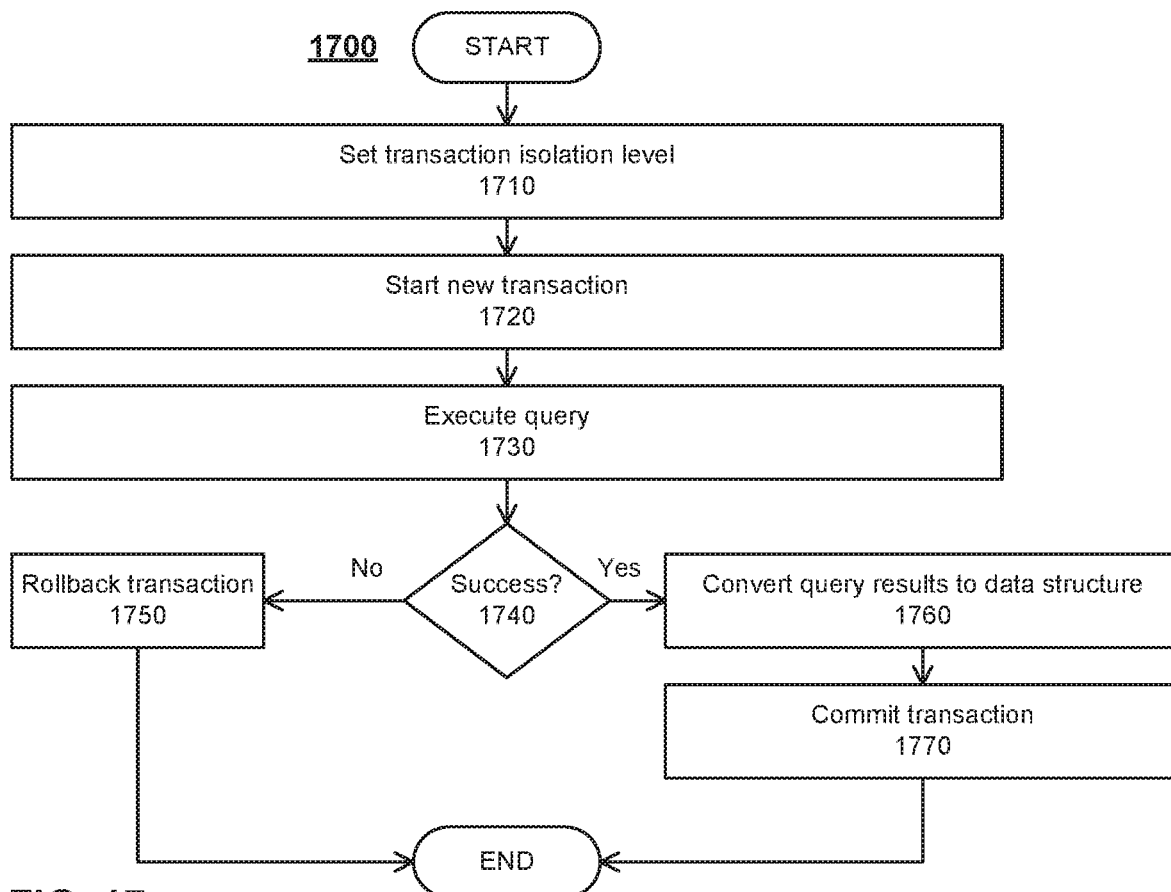 1700
START
Set transaction isolation level
1710
Start new transaction
1720
Execute query
1730
No
Success?
1740
Yes
Rollback transaction
1750
Convert query results to data structure
1760
Commit transaction
1770
END